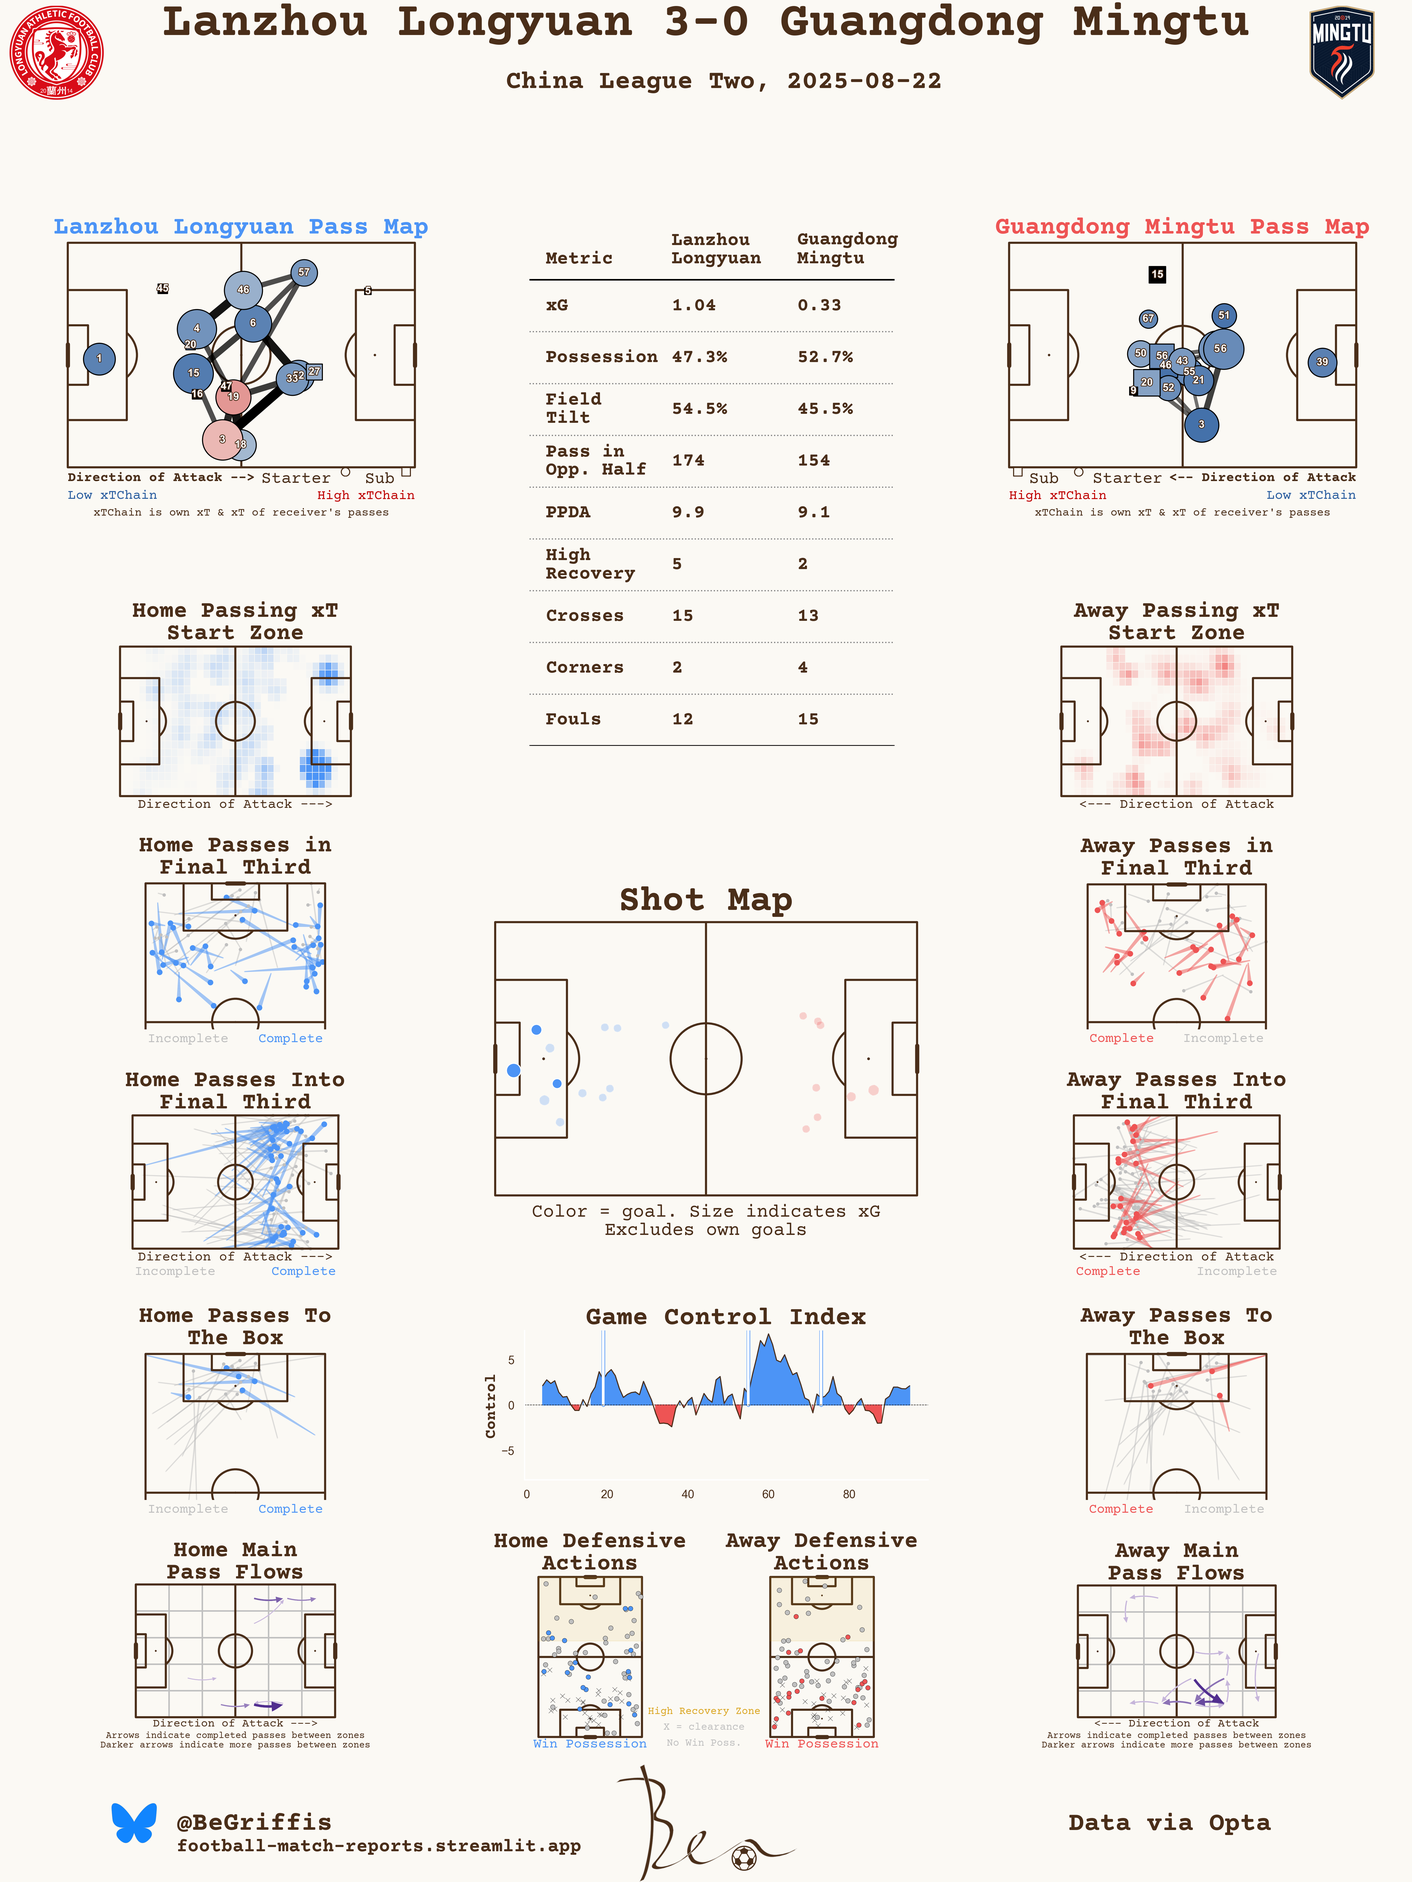 Lanzhou Longyuan 3-0 Guangdong Mingtu
China League Two, 2025-08-22
LONGYUAN ATHLETIC FOOTBALL CLUB
蘭州
20 14
2021
MINGTU
Lanzhou Longyuan Pass Map
57
46
45
5
6
4
20
1
15
33
27
47
16
19
3
18
Direction of Attack --> Starter Sub
Low xTChain High xTChain
xTChain is own xT & xT of receiver's passes
Metric
Lanzhou Longyuan
Guangdong Mingtu
xG 1.04 0.33
Possession 47.3% 52.7%
Field Tilt 54.5% 45.5%
Pass in Opp. Half 174 154
PPDA 9.9 9.1
High Recovery 5 2
Crosses 15 13
Corners 2 4
Fouls 12 15
Guangdong Mingtu Pass Map
15
67
51
50
56
46
43
56
39
55
20
52
21
9
3
Sub Starter <-- Direction of Attack
High xTChain Low xTChain
xTChain is own xT & xT of receiver's passes
Home Passing xT
Start Zone
Direction of Attack --->
Away Passing xT
Start Zone
<--- Direction of Attack
Home Passes in
Final Third
Incomplete Complete
Away Passes in
Final Third
Complete Incomplete
Shot Map
Color = goal. Size indicates xG
Excludes own goals
Home Passes Into
Final Third
Direction of Attack --->
Incomplete Complete
Away Passes Into
Final Third
<--- Direction of Attack
Complete Incomplete
Home Passes To
The Box
Incomplete Complete
Game Control Index
Control
5
0
−5
0 20 40 60 80
Away Passes To
The Box
Complete Incomplete
Home Main
Pass Flows
Direction of Attack --->
Arrows indicate completed passes between zones
Darker arrows indicate more passes between zones
Home Defensive
Actions
Win Possession
High Recovery Zone
X = clearance
No Win Poss.
Away Defensive
Actions
Win Possession
Away Main
Pass Flows
<--- Direction of Attack
Arrows indicate completed passes between zones
Darker arrows indicate more passes between zones
@BeGriffis
football-match-reports.streamlit.app
Ben
Data via Opta